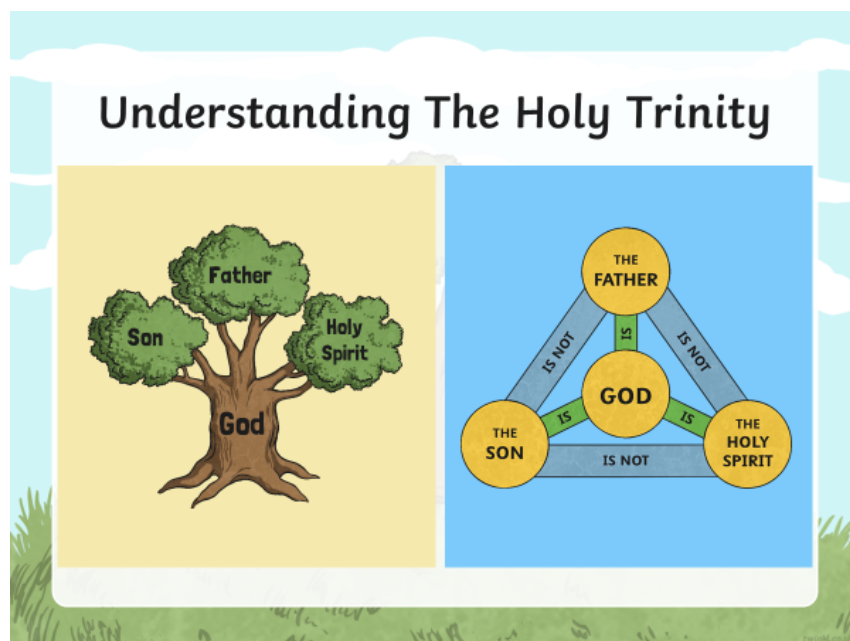 Understanding The Holy Trinity
Father
Son
Holy
Spirit
God
THE
FATHER
IS NOT
IS
IS NOT
GOD
IS
IS
THE
SON
THE
HOLY
SPIRIT
IS NOT